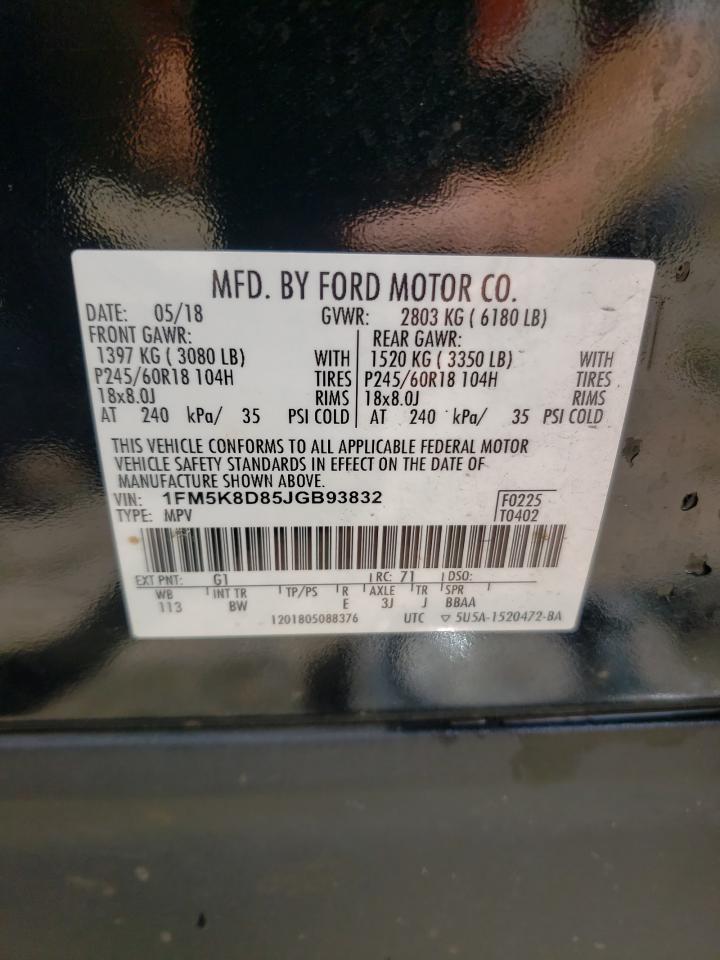 MFD. BY FORD MOTOR CO.
DATE: 05/18 GVWR: 2803 KG ( 6180 LB)
FRONT GAWR: REAR GAWR:
1397 KG ( 3080 LB) WITH 1520 KG ( 3350 LB) WITH
P245/60R18 104H TIRES P245/60R18 104H TIRES
18x8.0J RIMS 18x8.0J RIMS
AT 240 kPa/ 35 PSI COLD AT 240 kPa/ 35 PSI COLD
THIS VEHICLE CONFORMS TO ALL APPLICABLE FEDERAL MOTOR
VEHICLE SAFETY STANDARDS IN EFFECT ON THE DATE OF
MANUFACTURE SHOWN ABOVE.
VIN: 1FM5K8D85JGB93832 F0225
TYPE: MPV T0402
EXT PNT: G1 RC: 71 DSO:
WB INT TR TP/PS R AXLE TR SPR
113 BW E 3J J BBAA
1201805088376 UTC ▽ 5U5A-1520472-BA